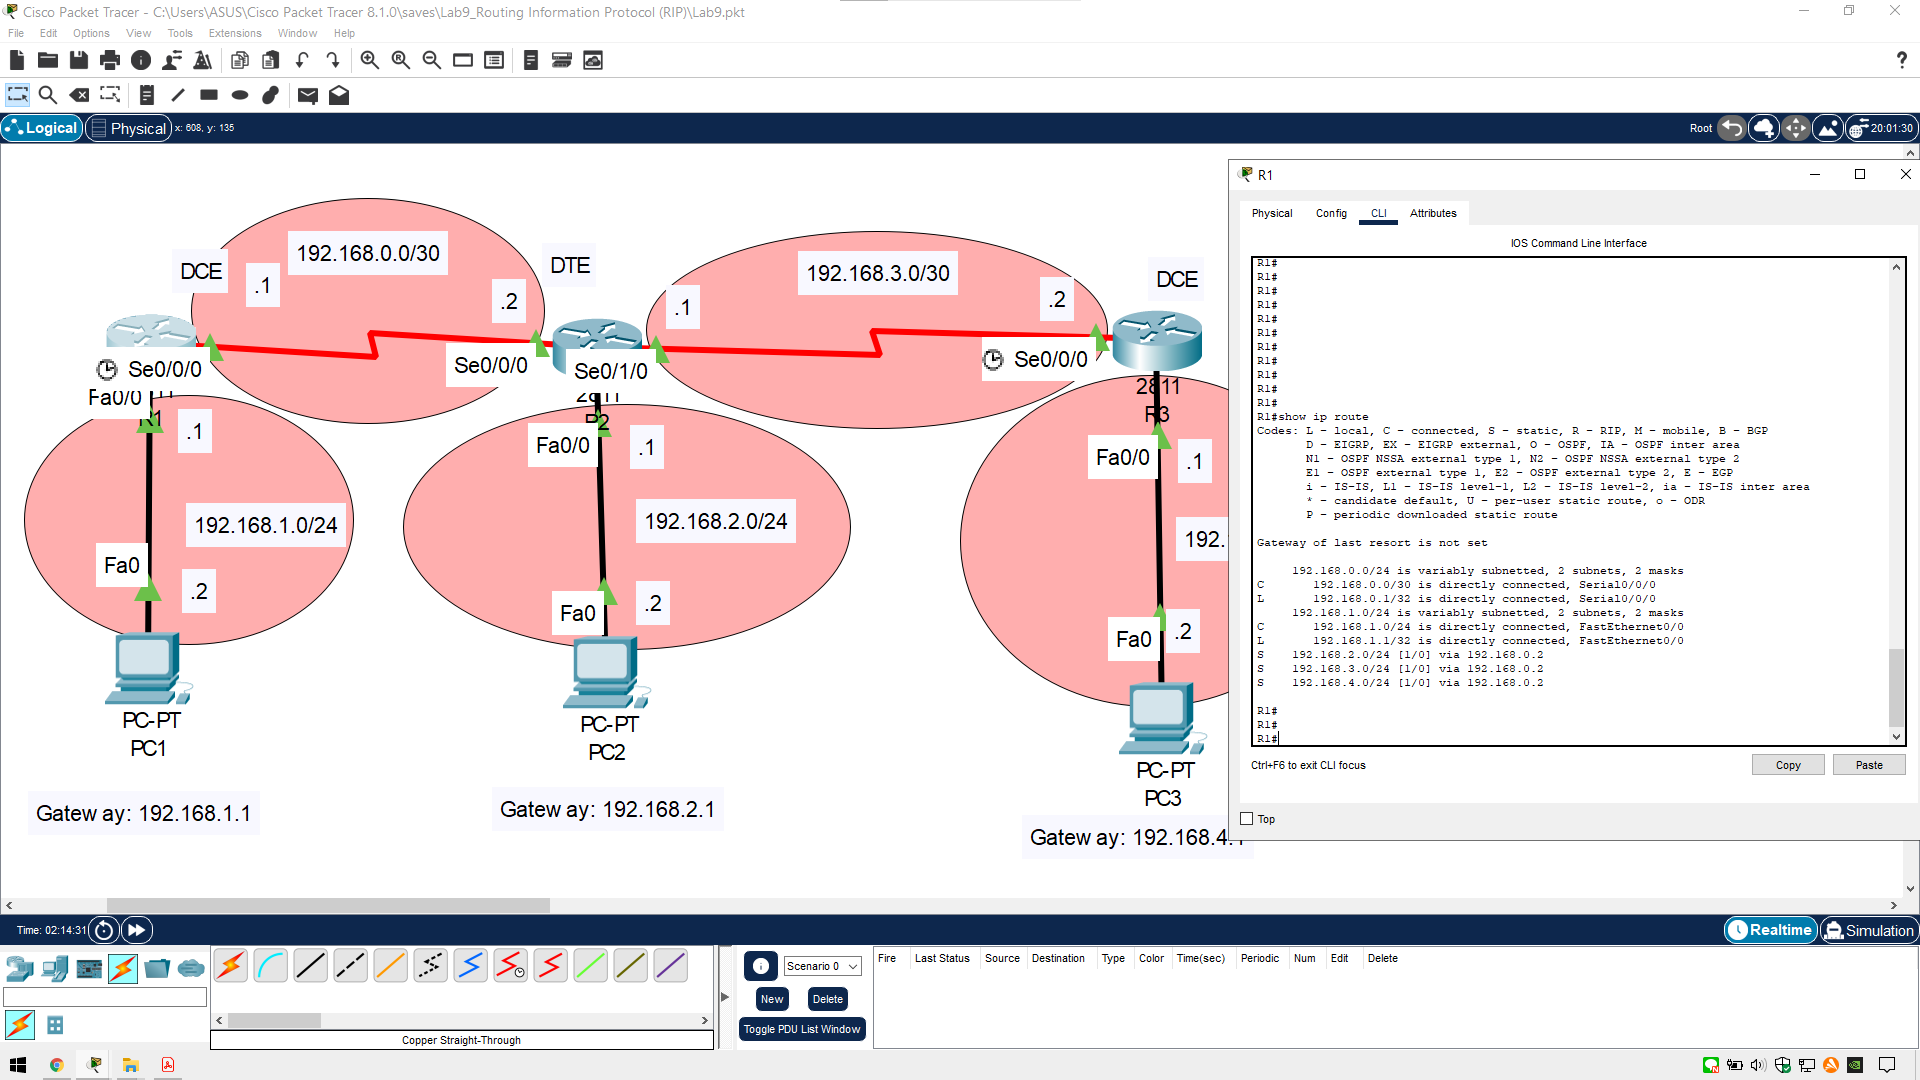 Cisco Packet Tracer - C:\Users\ASUS\Cisco Packet Tracer 8.1.0\saves\Lab9_Routing Information Protocol (RIP)\Lab9.pkt
File Edit Options View Tools Extensions Window Help
Logical Physical x: 608, y: 135 Root 20:01:30
192.168.0.0/30
DCE
.1
.2
DTE
Se0/0/0
Se0/0/0
Fa0/0
192.168.3.0/30
.1
.2
DCE
Se0/1/0
Se0/0/0
2811
R2
2811
R3
R1
.1
192.168.1.0/24
Fa0
.2
PC-PT
PC1
Gatew ay: 192.168.1.1
Fa0/0
.1
192.168.2.0/24
Fa0
.2
PC-PT
PC2
Gatew ay: 192.168.2.1
Fa0/0
.1
192.
Fa0
.2
PC-PT
PC3
Gatew ay: 192.168.4.1
R1
Physical Config CLI Attributes
IOS Command Line Interface
R1#
R1#
R1#
R1#
R1#
R1#
R1#
R1#
R1#
R1#
R1#
R1#show ip route
Codes: L - local, C - connected, S - static, R - RIP, M - mobile, B - BGP
D - EIGRP, EX - EIGRP external, O - OSPF, IA - OSPF inter area
N1 - OSPF NSSA external type 1, N2 - OSPF NSSA external type 2
E1 - OSPF external type 1, E2 - OSPF external type 2, E - EGP
i - IS-IS, L1 - IS-IS level-1, L2 - IS-IS level-2, ia - IS-IS inter area
* - candidate default, U - per-user static route, o - ODR
P - periodic downloaded static route
Gateway of last resort is not set
192.168.0.0/24 is variably subnetted, 2 subnets, 2 masks
C 192.168.0.0/30 is directly connected, Serial0/0/0
L 192.168.0.1/32 is directly connected, Serial0/0/0
192.168.1.0/24 is variably subnetted, 2 subnets, 2 masks
C 192.168.1.0/24 is directly connected, FastEthernet0/0
L 192.168.1.1/32 is directly connected, FastEthernet0/0
S 192.168.2.0/24 [1/0] via 192.168.0.2
S 192.168.3.0/24 [1/0] via 192.168.0.2
S 192.168.4.0/24 [1/0] via 192.168.0.2
R1#
R1#
R1#
Ctrl+F6 to exit CLI focus
Copy Paste
Top
Time: 02:14:31
Realtime Simulation
Scenario 0
New Delete
Toggle PDU List Window
Fire Last Status Source Destination Type Color Time(sec) Periodic Num Edit Delete
Copper Straight-Through